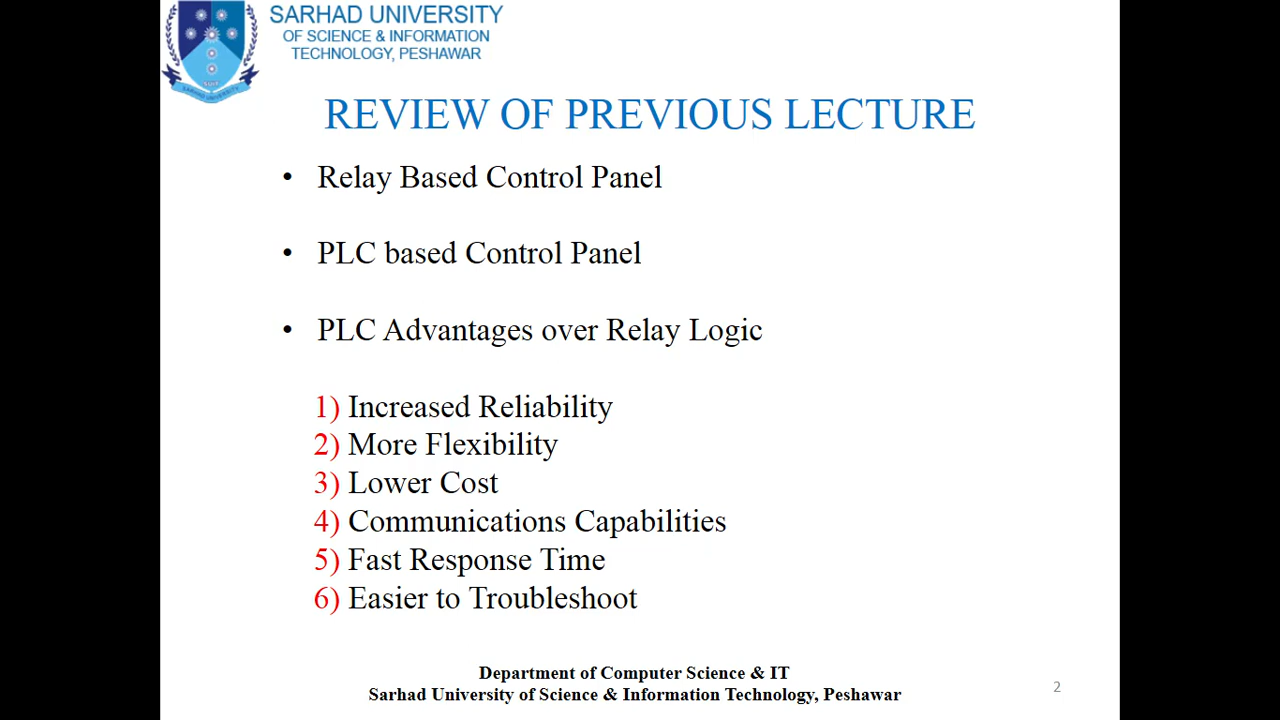 SARHAD UNIVERSITY
OF SCIENCE & INFORMATION
TECHNOLOGY, PESHAWAR
REVIEW OF PREVIOUS LECTURE
• Relay Based Control Panel
• PLC based Control Panel
• PLC Advantages over Relay Logic
1) Increased Reliability
2) More Flexibility
3) Lower Cost
4) Communications Capabilities
5) Fast Response Time
6) Easier to Troubleshoot
Department of Computer Science & IT
Sarhad University of Science & Information Technology, Peshawar
2